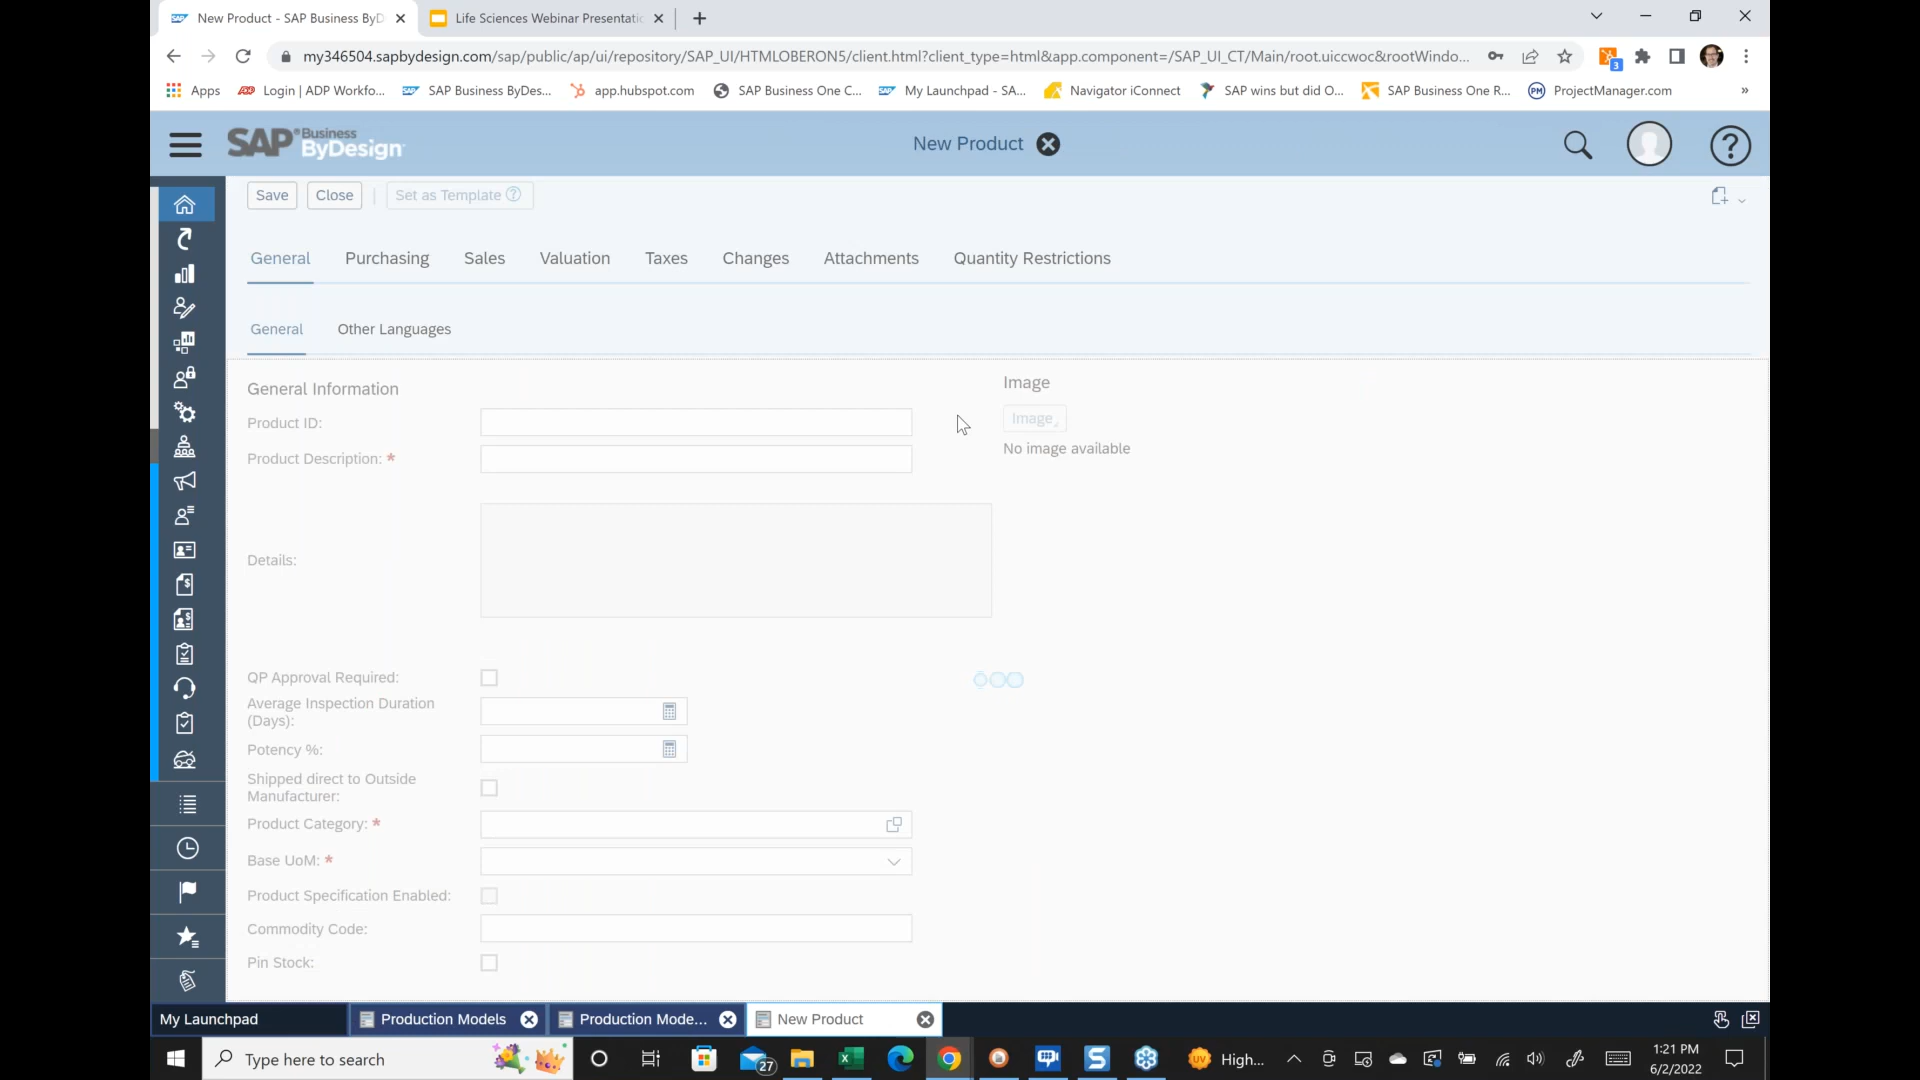 New Product - SAP Business ByD
Life Sciences Webinar Presentatic
my346504.sapbydesign.com/sap/public/ap/ui/repository/SAP_UI/HTMLOBERON5/client.html?client_type=html&app.component=/SAP_UI_CT/Main/root.uiccwoc&rootWindo...
3
Apps
Login | ADP Workfo...
SAP Business ByDes...
app.hubspot.com
SAP Business One C...
My Launchpad - SA...
Navigator iConnect
SAP wins but did O...
SAP Business One R...
PM ProjectManager.com
»
SAP® Business ByDesign
New Product
Save
Close
Set as Template
General
Purchasing
Sales
Valuation
Taxes
Changes
Attachments
Quantity Restrictions
General
Other Languages
General Information
Image
Product ID:
Image
Product Description: *
No image available
Details:
QP Approval Required:
Average Inspection Duration
(Days):
Potency %:
Shipped direct to Outside
Manufacturer:
Product Category: *
Base UoM: *
Product Specification Enabled:
Commodity Code:
Pin Stock:
My Launchpad
Production Models
Production Mode...
New Product
Type here to search
27
UV High...
1:21 PM
6/2/2022